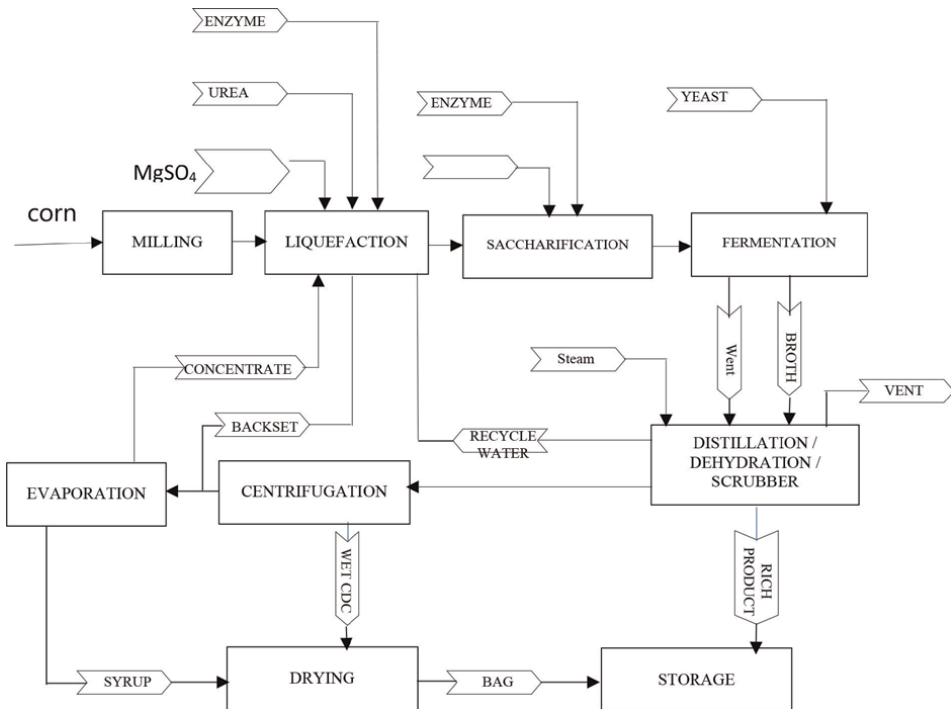 ENZYME
UREA
ENZYME
YEAST
MgSO₄
corn
MILLING
LIQUEFACTION
SACCHARIFICATION
FERMENTATION
Went
BROTH
Steam
CONCENTRATE
VENT
BACKSET
RECYCLE
WATER
DISTILLATION /
DEHYDRATION /
SCRUBBER
EVAPORATION
CENTRIFUGATION
WET CDC
RICH
PRODUCT
SYRUP
DRYING
BAG
STORAGE